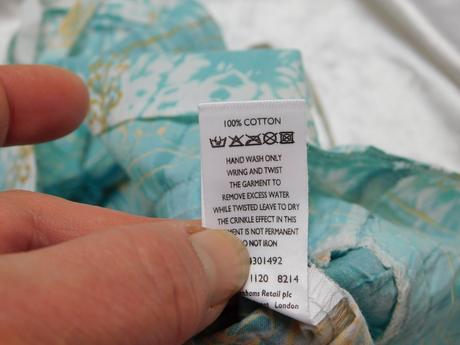 100% COTTON
HAND WASH ONLY
WRING AND TWIST
THE GARMENT TO
REMOVE EXCESS WATER
WHILE TWISTED LEAVE TO DRY
THE CRINKLE EFFECT IN THIS
IS NOT PERMANENT
DO NOT IRON
1120 8214
Retail plc
London